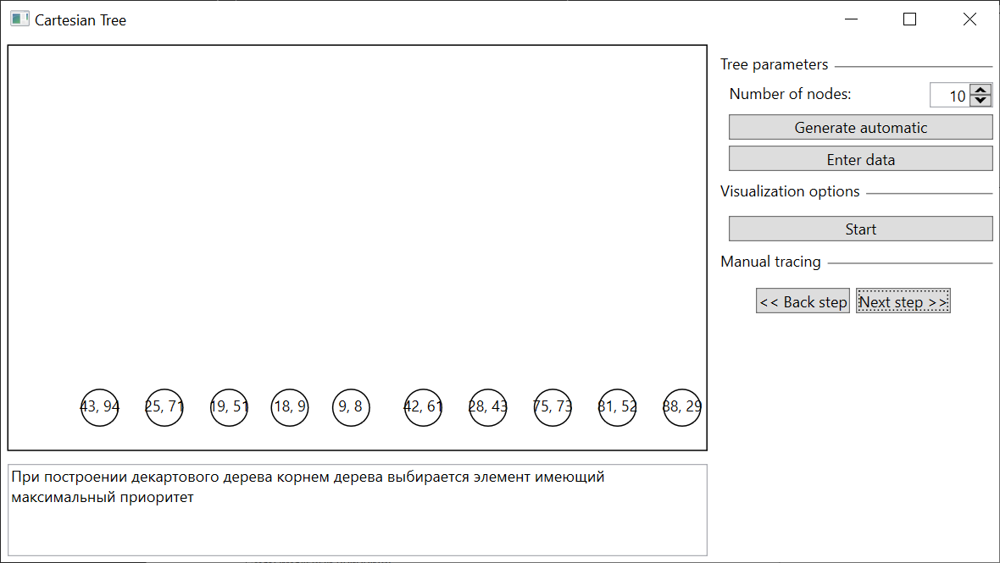 Cartesian Tree
Tree parameters
Number of nodes: 10
Generate automatic
Enter data
Visualization options
Start
Manual tracing
<< Back step Next step >>
43, 94 25, 71 19, 51 18, 9 9, 8 42, 61 28, 43 75, 73 81, 52 88, 29
При построении декартового дерева корнем дерева выбирается элемент имеющий
максимальный приоритет